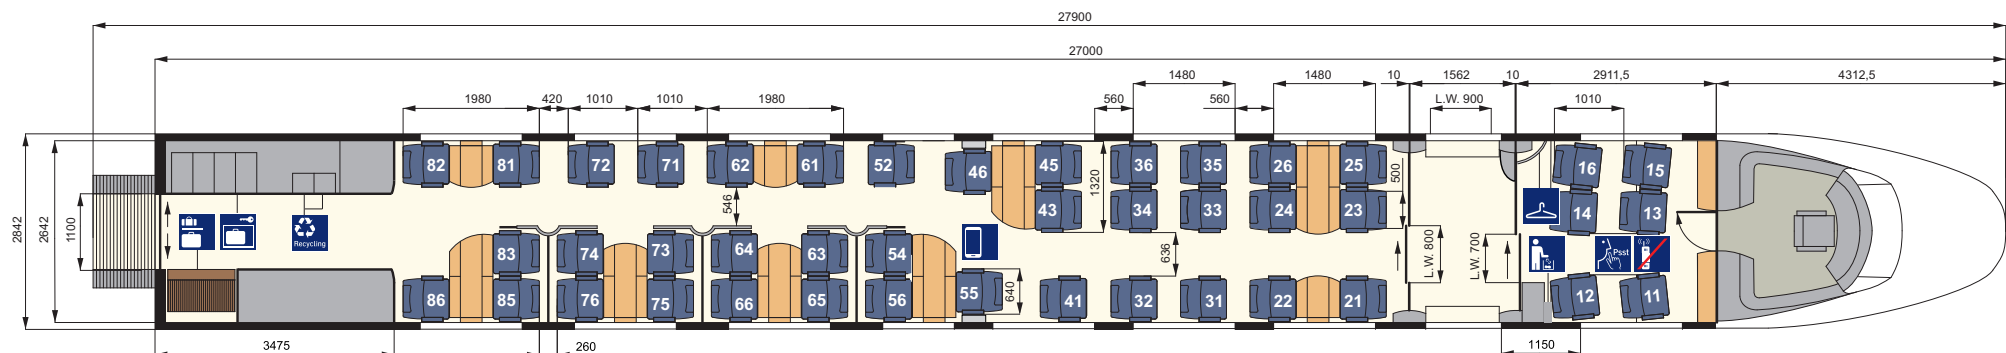 27900
27000
1480 1480 10 1562 10 2911,5 4312,5
1980 420 1010 1010 1980 560 560 L.W. 900 1010
82 81 72 71 62 61 52 46 45 36 35 26 25 16 15
1320 500
43 34 33 24 23 14 13
2842 2642 1100 546
Recycling
83 74 73 64 63 54 636 L.W. 800 L.W. 700 Psst
86 85 76 75 66 65 56 55 640 41 32 31 22 21 12 11
3475 260 1150